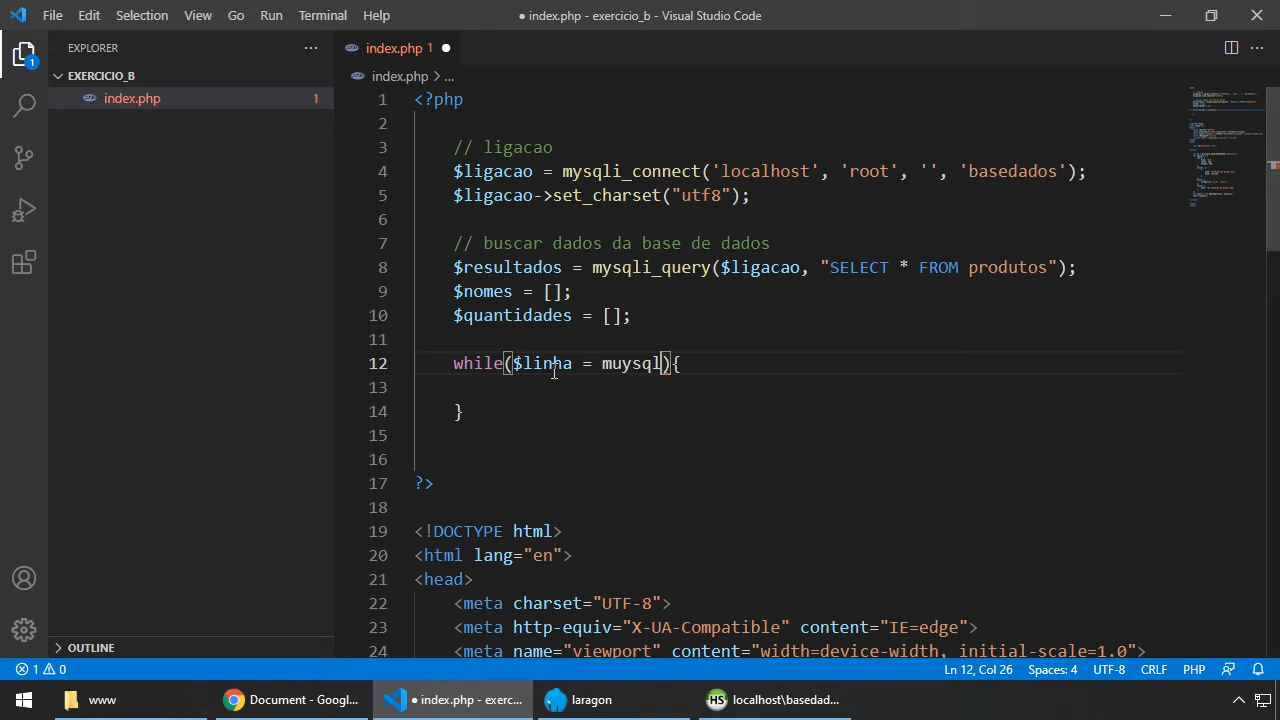 File Edit Selection View Go Run Terminal Help
● index.php - exercicio_b - Visual Studio Code
EXPLORER
index.php 1
1
EXERCICIO_B
index.php > ...
index.php 1
1 <?php
2
3 // ligacao
4 $ligacao = mysqli_connect('localhost', 'root', '', 'basedados');
5 $ligacao->set_charset("utf8");
6
7 // buscar dados da base de dados
8 $resultados = mysqli_query($ligacao, "SELECT * FROM produtos");
9 $nomes = [];
10 $quantidades = [];
11
12 while($linha = muysql){
13
14 }
15
16
17 ?>
18
19 <!DOCTYPE html>
20 <html lang="en">
21 <head>
22 <meta charset="UTF-8">
23 <meta http-equiv="X-UA-Compatible" content="IE=edge">
24 <meta name="viewport" content="width=device-width, initial-scale=1.0">
OUTLINE
1 0
Ln 12, Col 26 Spaces: 4 UTF-8 CRLF PHP
www
Document - Googl...
● index.php - exerc...
laragon
HS localhost\basedad...